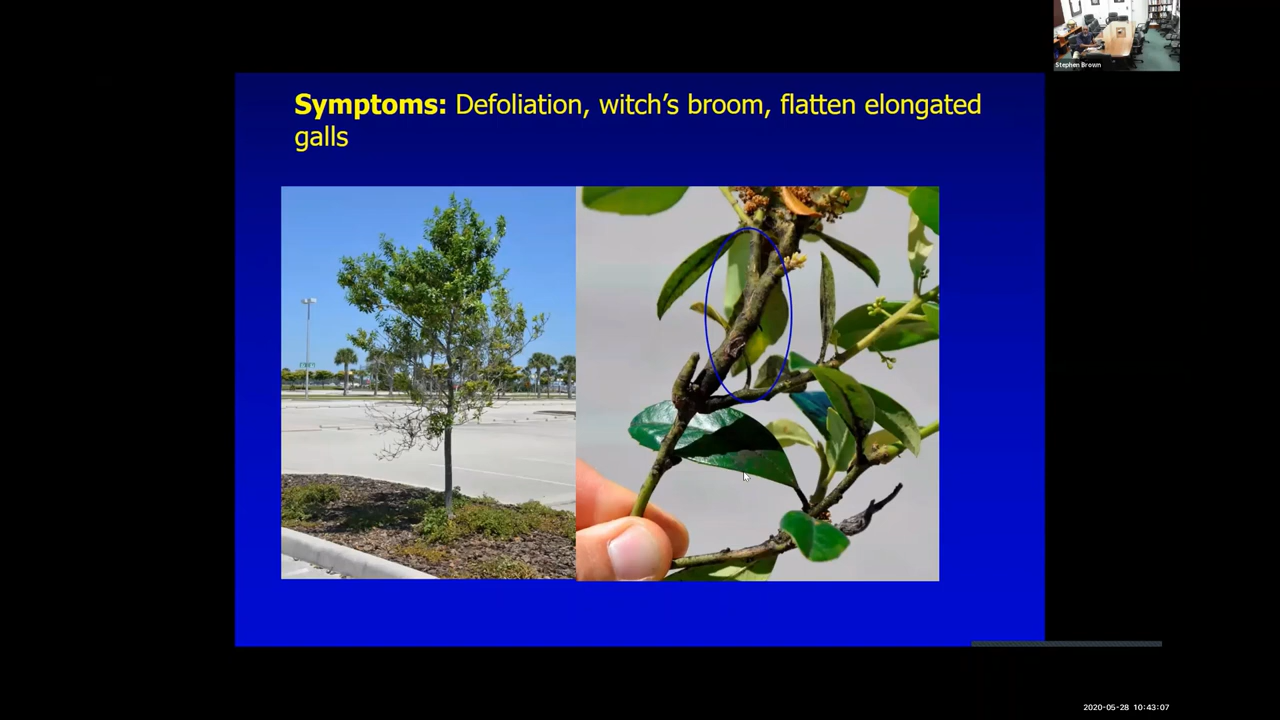 Stephen Brown
Symptoms: Defoliation, witch’s broom, flatten elongated
galls
2020-05-28 10:43:07